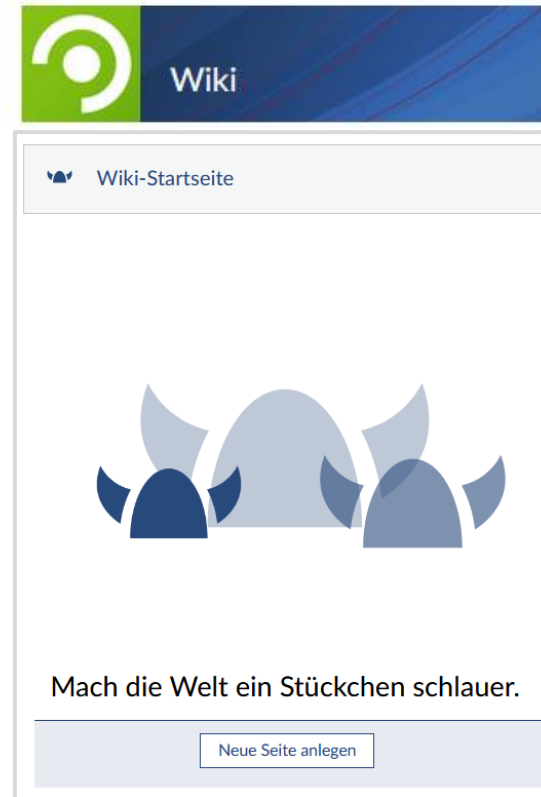 Wiki
Wiki-Startseite
Mach die Welt ein Stückchen schlauer.
Neue Seite anlegen